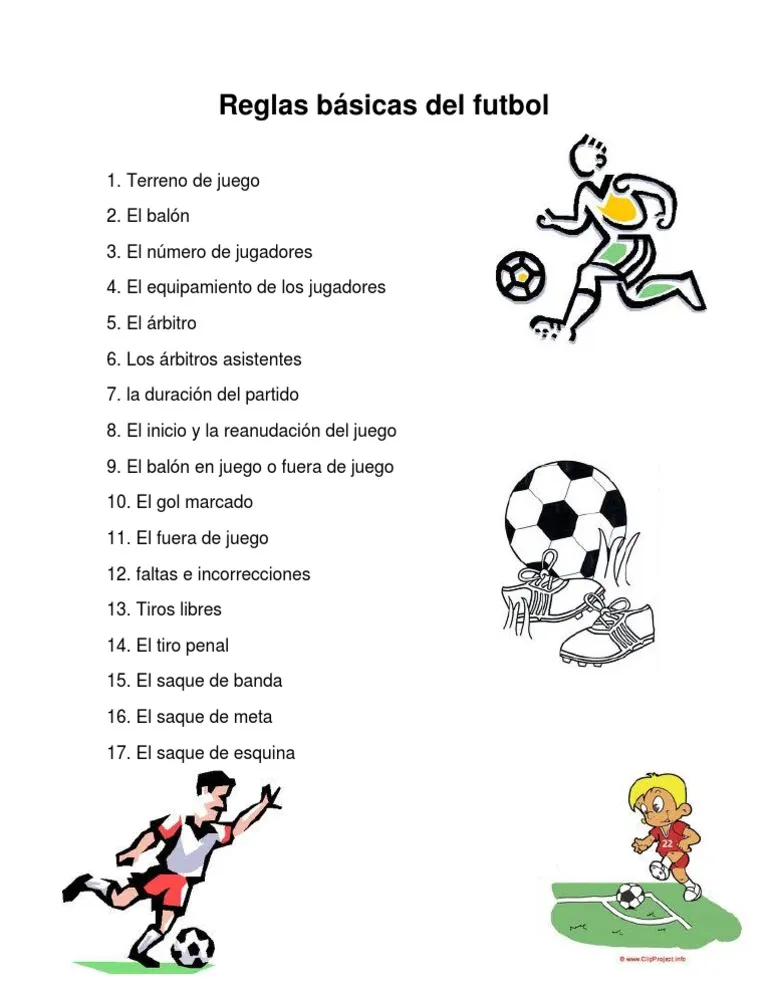 Reglas básicas del futbol
1. Terreno de juego
2. El balón
3. El número de jugadores
4. El equipamiento de los jugadores
5. El árbitro
6. Los árbitros asistentes
7. la duración del partido
8. El inicio y la reanudación del juego
9. El balón en juego o fuera de juego
10. El gol marcado
11. El fuera de juego
12. faltas e incorrecciones
13. Tiros libres
14. El tiro penal
15. El saque de banda
16. El saque de meta
17. El saque de esquina
22
© www.ClipProject.info